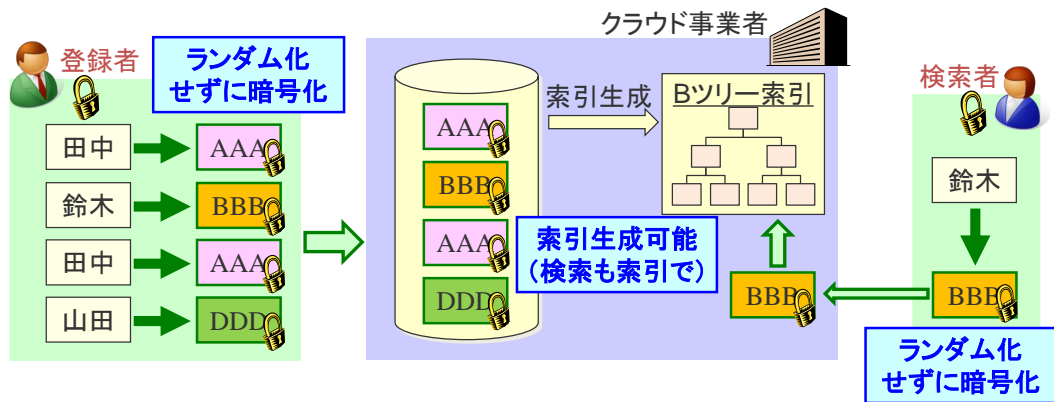 登録者
ランダム化
せずに暗号化
田中
AAA
鈴木
BBB
田中
AAA
山田
DDD
クラウド事業者
AAA
BBB
AAA
DDD
索引生成
Bツリー索引
索引生成可能
(検索も索引で)
BBB
検索者
鈴木
BBB
ランダム化
せずに暗号化